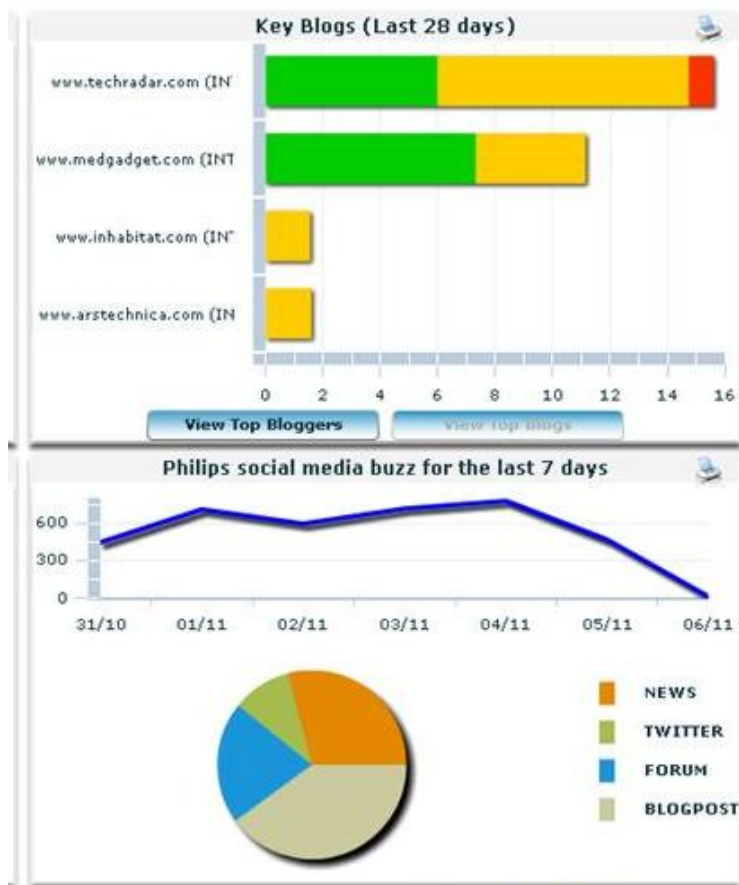 Key Blogs (Last 28 days)
www.techradar.com (IN
www.medgadget.com (INT
www.inhabitat.com (IN
www.arstechnica.com (IN
0 2 4 6 8 10 12 14 16
View Top Bloggers View Top Blogs
Philips social media buzz for the last 7 days
600
300
0
31/10 01/11 02/11 03/11 04/11 05/11 06/11
NEWS
TWITTER
FORUM
BLOGPOST